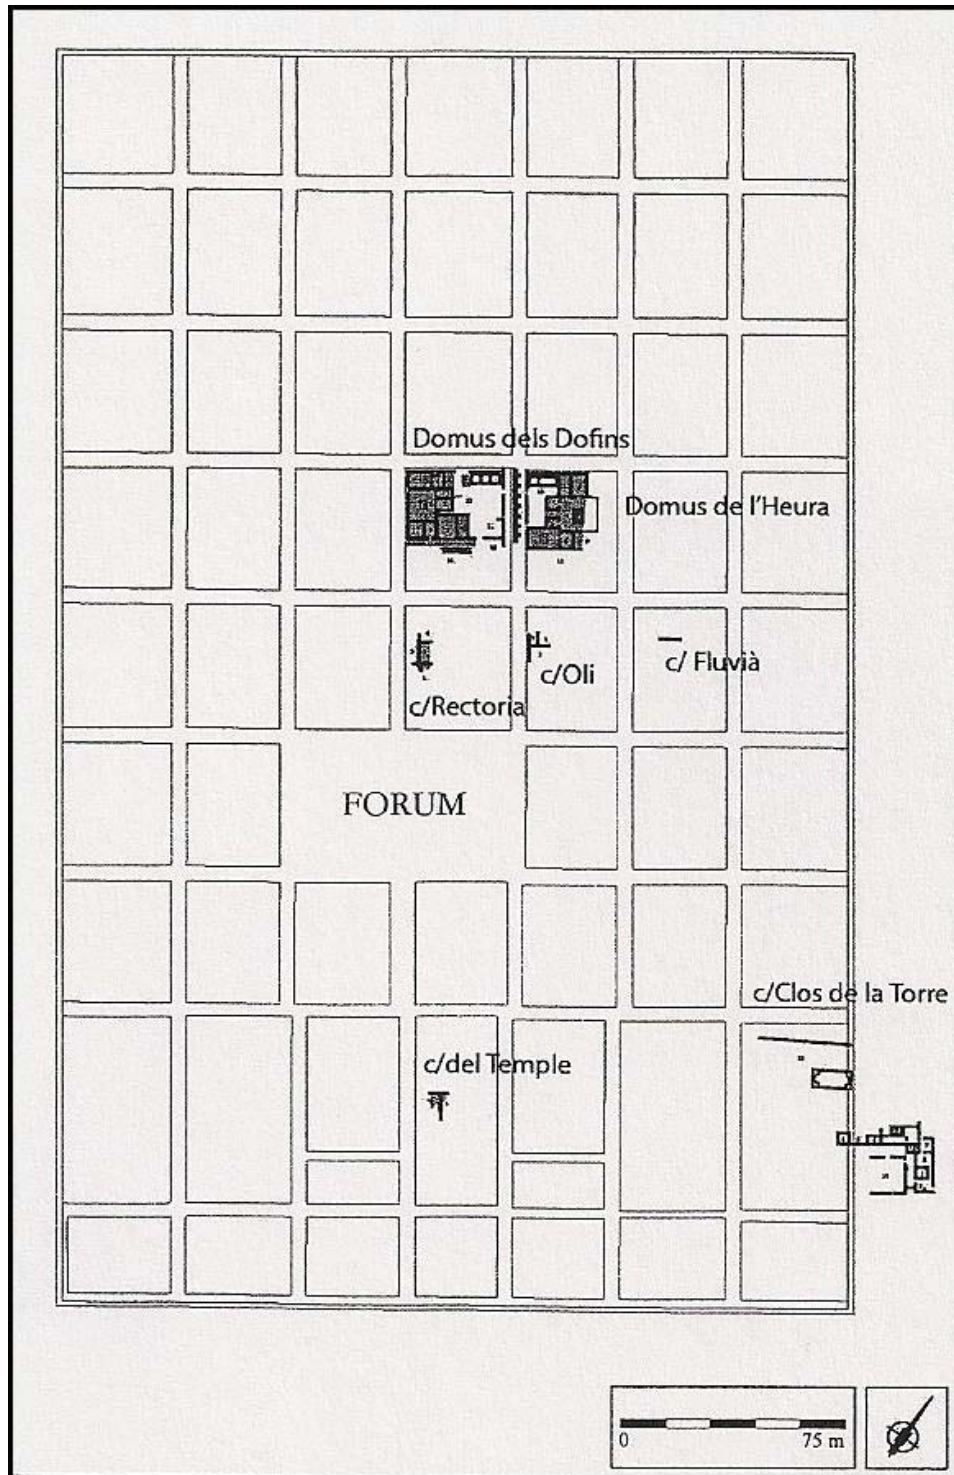 Domus dels Dofins
Domus de l'Heura
c/ Fluvià
c/Oli
c/Rectoria
FORUM
c/Clos de la Torre
c/del Temple
0 75 m